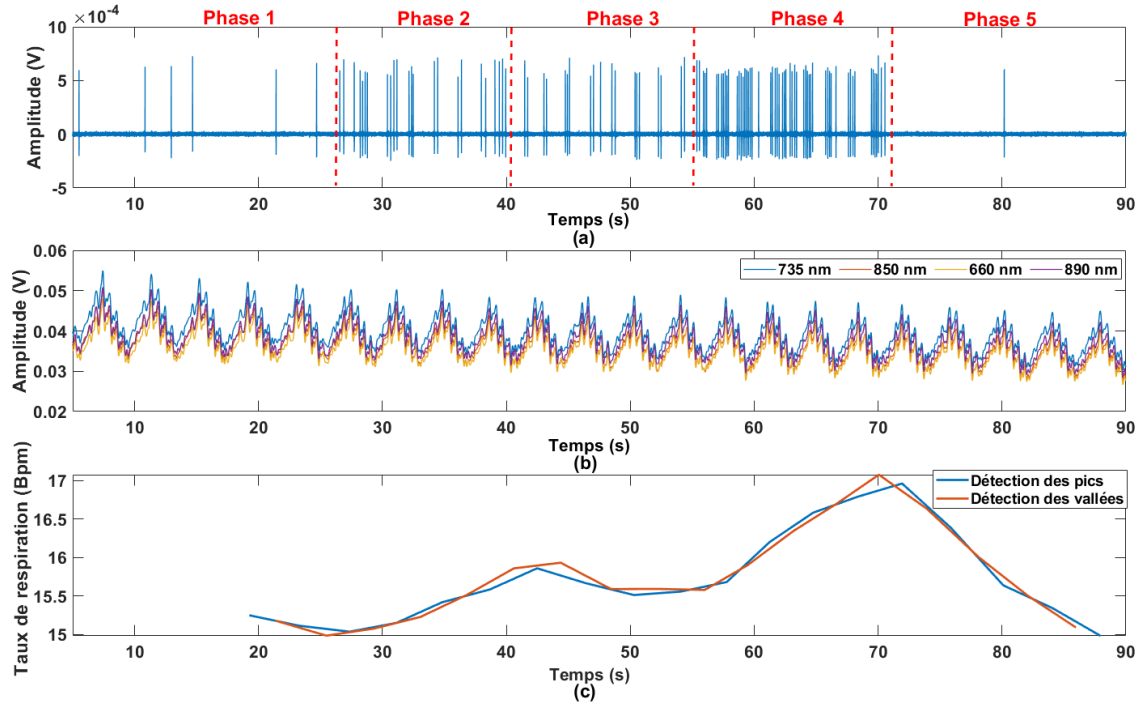 Phase 1 Phase 2 Phase 3 Phase 4 Phase 5
10 ×10^-4
5
0
-5
Amplitude (V)
10 20 30 40 50 60 70 80 90
Temps (s)
(a)
735 nm 850 nm 660 nm 890 nm
0.06
0.05
0.04
0.03
0.02
Amplitude (V)
10 20 30 40 50 60 70 80 90
Temps (s)
(b)
Détection des pics
Détection des vallées
17
16.5
16
15.5
15
Taux de respiration (Bpm)
10 20 30 40 50 60 70 80 90
Temps (s)
(c)